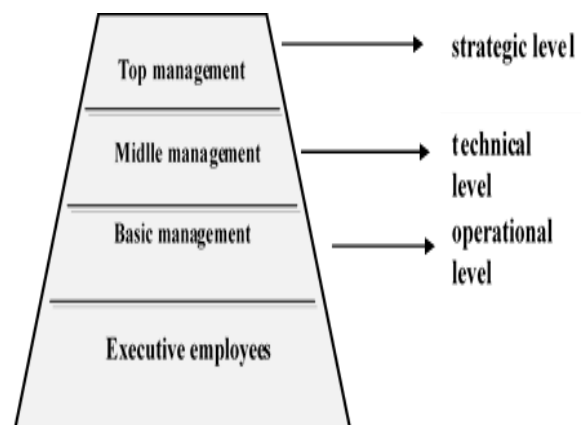 Top management
strategic level
Midlle management
technical
level
Basic management
operational
level
Executive employees